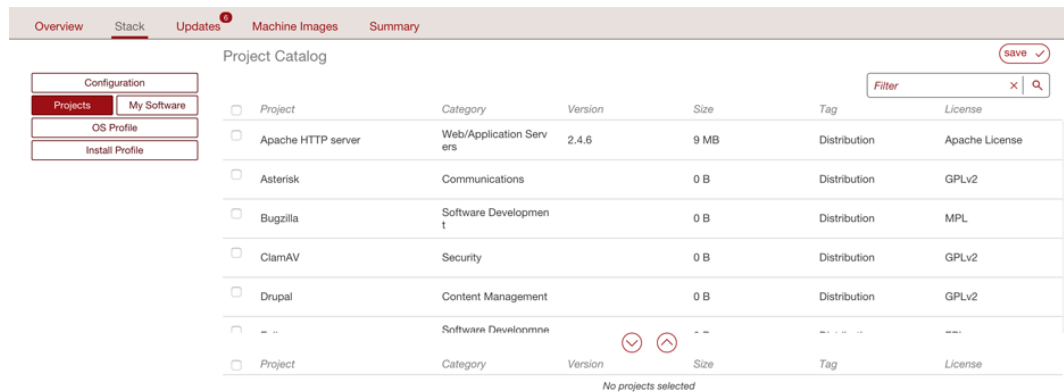 Overview Stack Updates 6 Machine Images Summary
Project Catalog
save
Configuration
Projects My Software
OS Profile
Install Profile
Filter
Project Category Version Size Tag License
Apache HTTP server Web/Application Serv
ers 2.4.6 9 MB Distribution Apache License
Asterisk Communications 0 B Distribution GPLv2
Bugzilla Software Developmen
t 0 B Distribution MPL
ClamAV Security 0 B Distribution GPLv2
Drupal Content Management 0 B Distribution GPLv2
Software Developmne
Project Category Version Size Tag License
No projects selected